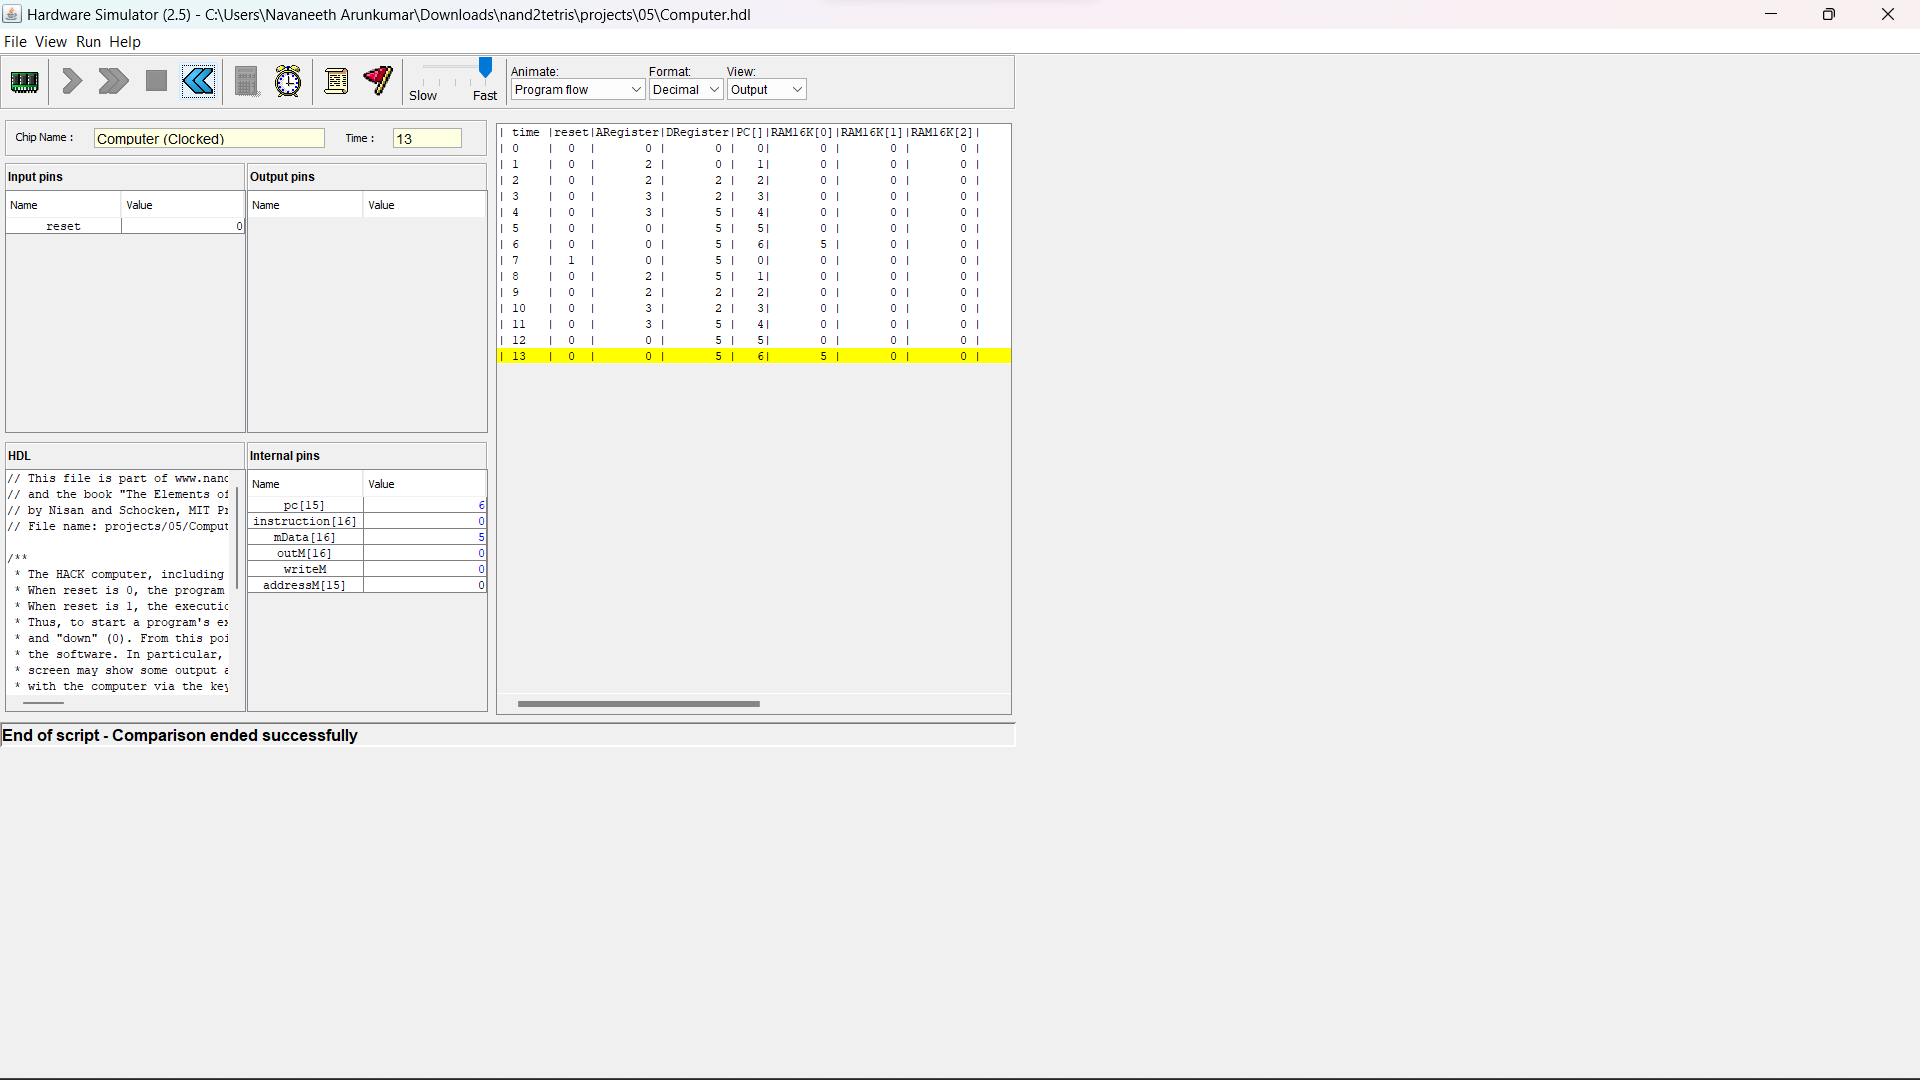 Hardware Simulator (2.5) - C:\Users\Navaneeth Arunkumar\Downloads\nand2tetris\projects\05\Computer.hdl
File View Run Help
Slow Fast
Animate: Format: View:
Program flow Decimal Output
Chip Name : Computer (Clocked) Time : 13
Input pins
Name Value
reset 0
Output pins
Name Value
HDL
// This file is part of www.nand
// and the book "The Elements of
// by Nisan and Schocken, MIT Pr
// File name: projects/05/Comput
/**
* The HACK computer, including
* When reset is 0, the program
* When reset is 1, the executio
* Thus, to start a program's ex
* and "down" (0). From this poi
* the software. In particular,
* screen may show some output a
* with the computer via the key
Internal pins
Name Value
pc[15] 6
instruction[16] 0
mData[16] 5
outM[16] 0
writeM 0
addressM[15] 0
| time |reset|ARegister|DRegister|PC[]|RAM16K[0]|RAM16K[1]|RAM16K[2]|
| 0 | 0 | 0 | 0 | 0| 0 | 0 | 0 |
| 1 | 0 | 2 | 0 | 1| 0 | 0 | 0 |
| 2 | 0 | 2 | 2 | 2| 0 | 0 | 0 |
| 3 | 0 | 3 | 2 | 3| 0 | 0 | 0 |
| 4 | 0 | 3 | 5 | 4| 0 | 0 | 0 |
| 5 | 0 | 0 | 5 | 5| 0 | 0 | 0 |
| 6 | 0 | 0 | 5 | 6| 5 | 0 | 0 |
| 7 | 1 | 0 | 5 | 0| 0 | 0 | 0 |
| 8 | 0 | 2 | 5 | 1| 0 | 0 | 0 |
| 9 | 0 | 2 | 2 | 2| 0 | 0 | 0 |
| 10 | 0 | 3 | 2 | 3| 0 | 0 | 0 |
| 11 | 0 | 3 | 5 | 4| 0 | 0 | 0 |
| 12 | 0 | 0 | 5 | 5| 0 | 0 | 0 |
| 13 | 0 | 0 | 5 | 6| 5 | 0 | 0 |
End of script - Comparison ended successfully